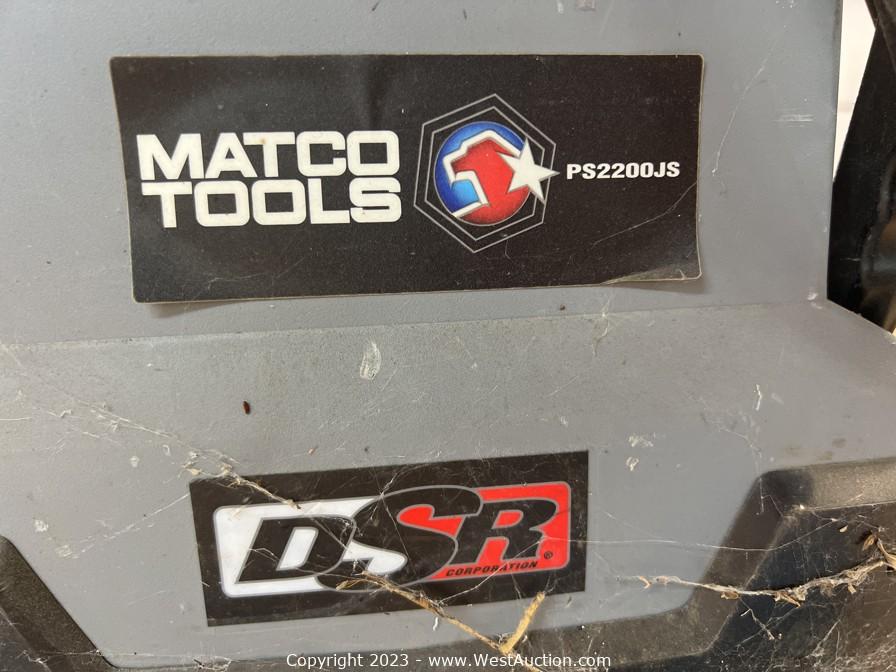 MATCO
TOOLS
PS2200JS
DSR®
CORPORATION
Copyright 2023 - www.WestAuction.com